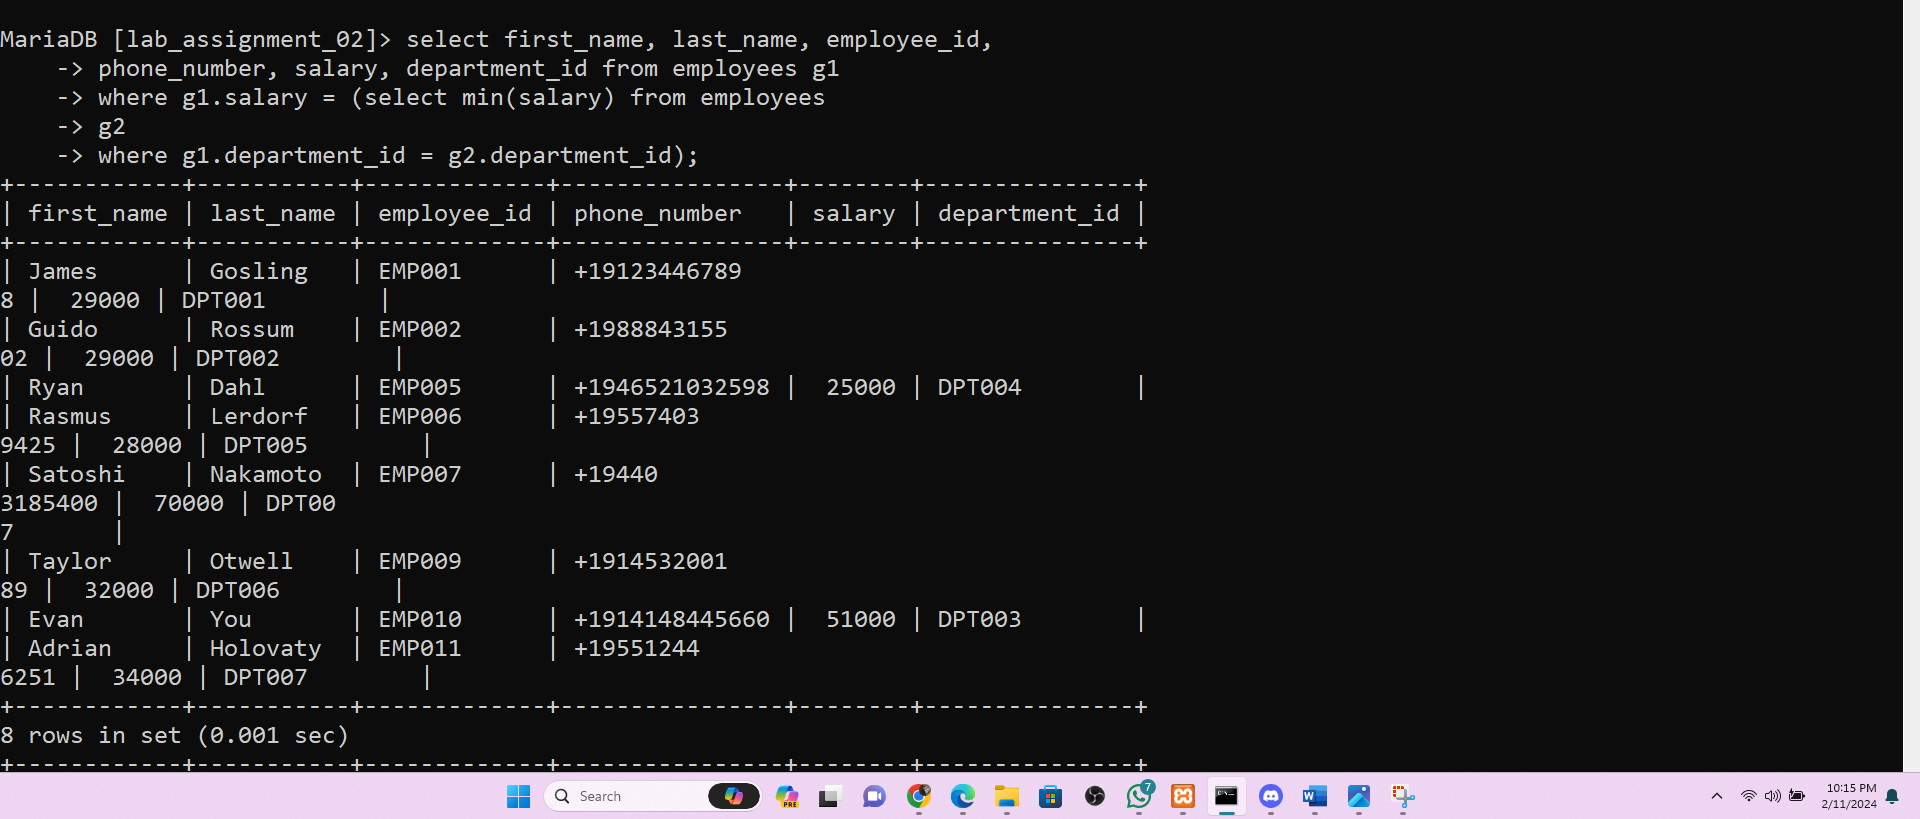 MariaDB [lab_assignment_02]> select first_name, last_name, employee_id,
    -> phone_number, salary, department_id from employees g1
    -> where g1.salary = (select min(salary) from employees
    -> g2
    -> where g1.department_id = g2.department_id);
+------------+-----------+-------------+----------------+--------+---------------+
| first_name | last_name | employee_id | phone_number   | salary | department_id |
+------------+-----------+-------------+----------------+--------+---------------+
| James      | Gosling   | EMP001      | +19123446789
8 |  29000 | DPT001        |
| Guido      | Rossum    | EMP002      | +1988843155
02 |  29000 | DPT002        |
| Ryan       | Dahl      | EMP005      | +1946521032598 |  25000 | DPT004        |
| Rasmus     | Lerdorf   | EMP006      | +19557403
9425 |  28000 | DPT005        |
| Satoshi    | Nakamoto  | EMP007      | +19440
3185400 |  70000 | DPT00
7       |
| Taylor     | Otwell    | EMP009      | +1914532001
89 |  32000 | DPT006        |
| Evan       | You       | EMP010      | +1914148445660 |  51000 | DPT003        |
| Adrian     | Holovaty  | EMP011      | +19551244
6251 |  34000 | DPT007        |
+------------+-----------+-------------+----------------+--------+---------------+
8 rows in set (0.001 sec)
+------------+-----------+-------------+----------------+--------+---------------+
Search
PRE
7
W
10:15 PM
2/11/2024